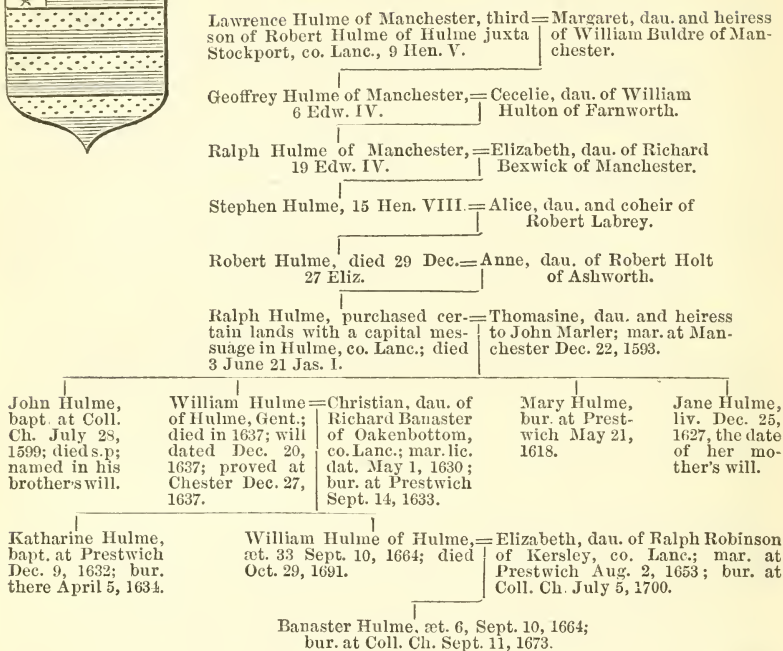 Lawrence Hulme of Manchester, third = Margaret, dau. and heiress
son of Robert Hulme of Hulme juxta of William Buldre of Man-
Stockport, co. Lanc., 9 Hen. V. chester.
Geoffrey Hulme of Manchester, = Cecelie, dau. of William
6 Edw. IV. Hulton of Farnworth.
Ralph Hulme of Manchester, = Elizabeth, dau. of Richard
19 Edw. IV. Bexwick of Manchester.
Stephen Hulme, 15 Hen. VIII. = Alice, dau. and coheir of
Robert Labrey.
Robert Hulme, died 29 Dec. = Anne, dau. of Robert Holt
27 Eliz. of Ashworth.
Ralph Hulme, purchased cer- = Thomasine, dau. and heiress
tain lands with a capital mes- to John Marler; mar. at Man-
suage in Hulme, co. Lanc.; died chester Dec. 22, 1593.
3 June 21 Jas. I.
John Hulme,
bapt. at Coll.
Ch. July 28,
1599; died s.p;
named in his
brother's will.
William Hulme = Christian, dau. of
of Hulme, Gent.; Richard Banaster
died in 1637; will of Oakenbottom,
dated Dec. 20, co. Lanc.; mar. lic.
1637; proved at dat. May 1, 1630;
Chester Dec. 27, bur. at Prestwich
1637. Sept. 14, 1633.
Mary Hulme,
bur. at Prest-
wich May 21,
1618.
Jane Hulme,
liv. Dec. 25,
1627, the date
of her mo-
ther's will.
Katharine Hulme,
bapt. at Prestwich
Dec. 9, 1632; bur.
there April 5, 1634.
William Hulme of Hulme, = Elizabeth, dau. of Ralph Robinson
æt. 33 Sept. 10, 1664; died of Kersley, co. Lanc.; mar. at
Oct. 29, 1691. Prestwich Aug. 2, 1653; bur. at
Coll. Ch. July 5, 1700.
Banaster Hulme, æt. 6, Sept. 10, 1664;
bur. at Coll. Ch. Sept. 11, 1673.